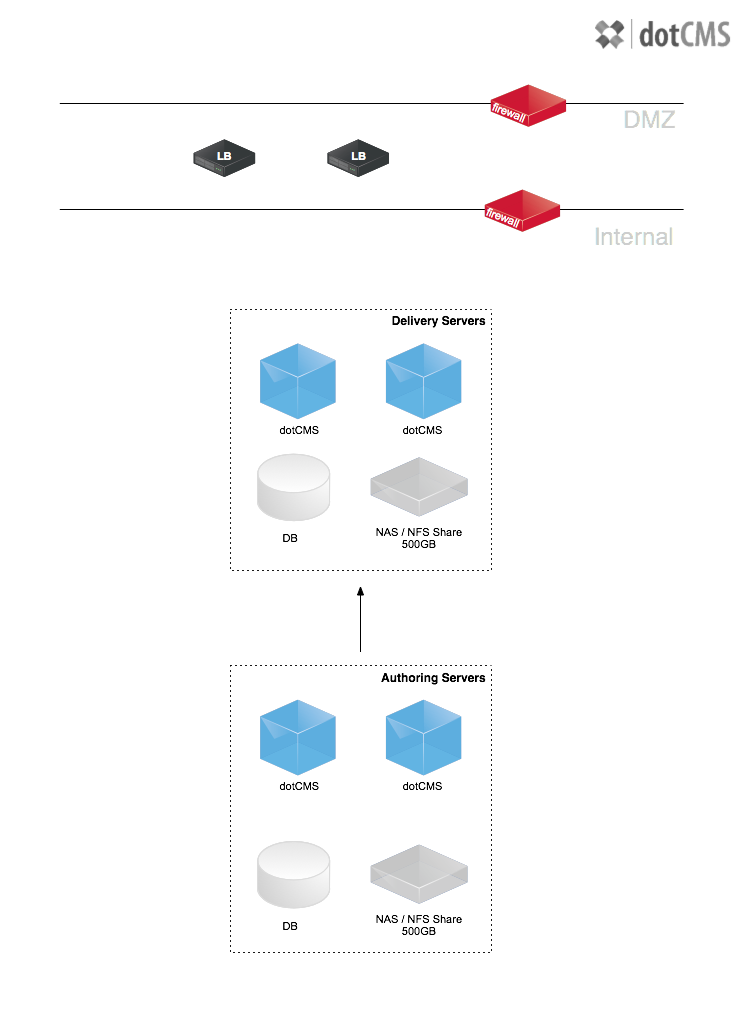 dotCMS
firewall
DMZ
LB
LB
firewall
Internal
Delivery Servers
dotCMS
dotCMS
DB
NAS / NFS Share
500GB
Authoring Servers
dotCMS
dotCMS
DB
NAS / NFS Share
500GB